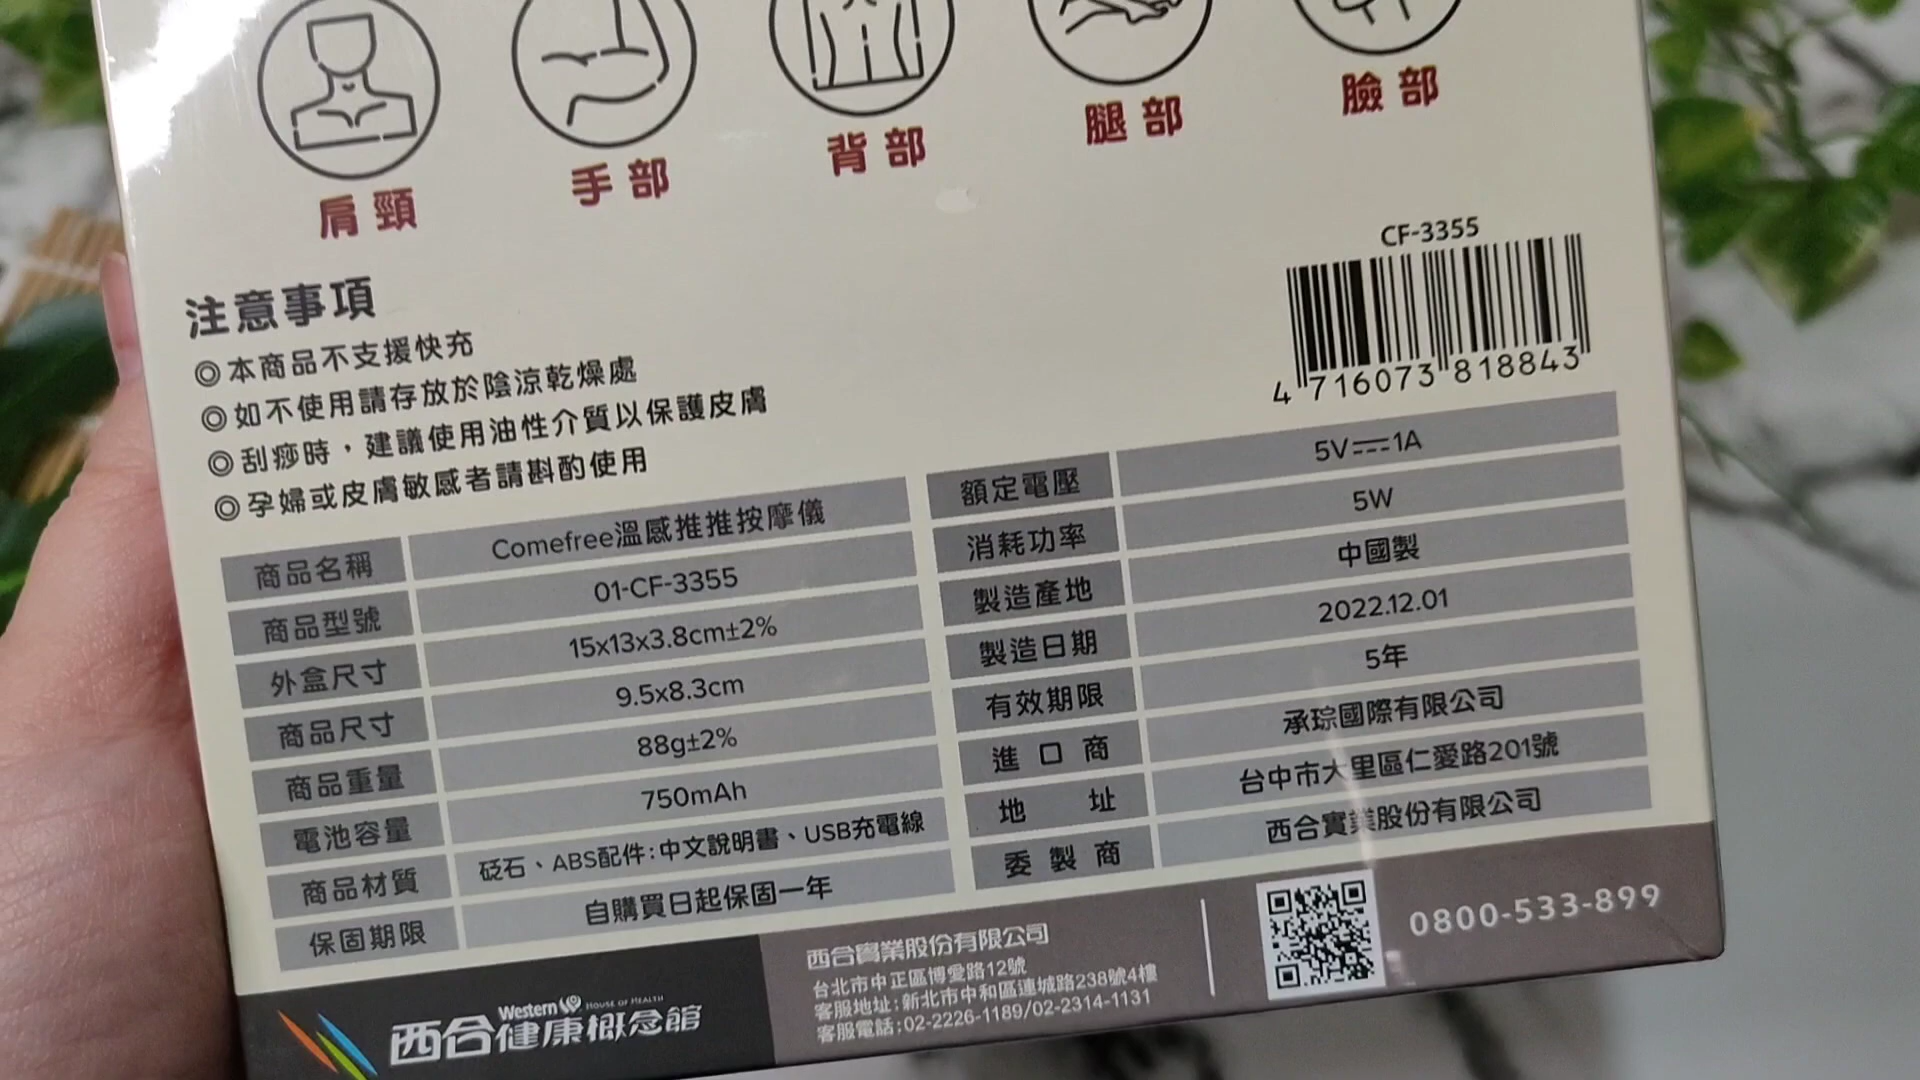 肩頸
手部
背部
腿部
臉部
注意事項
◎本商品不支援快充
◎如不使用請存放於陰涼乾燥處
◎刮痧時，建議使用油性介質以保護皮膚
◎孕婦或皮膚敏感者請斟酌使用
CF-3355
4 716073 818843
商品名稱 Comefree溫感推推按摩儀
商品型號 01-CF-3355
外盒尺寸 15x13x3.8cm±2%
商品尺寸 9.5x8.3cm
商品重量 88g±2%
電池容量 750mAh
商品材質 砭石、ABS配件:中文說明書、USB充電線
保固期限 自購買日起保固一年
額定電壓 5V⎓1A
消耗功率 5W
製造產地 中國製
製造日期 2022.12.01
有效期限 5年
進口商 承琮國際有限公司
地址 台中市大里區仁愛路201號
委製商 西合實業股份有限公司
Western HOUSE OF HEALTH
西合健康概念館
西合實業股份有限公司
台北市中正區博愛路12號
客服地址:新北市中和區連城路238號4樓
客服電話:02-2226-1189/02-2314-1131
0800-533-899